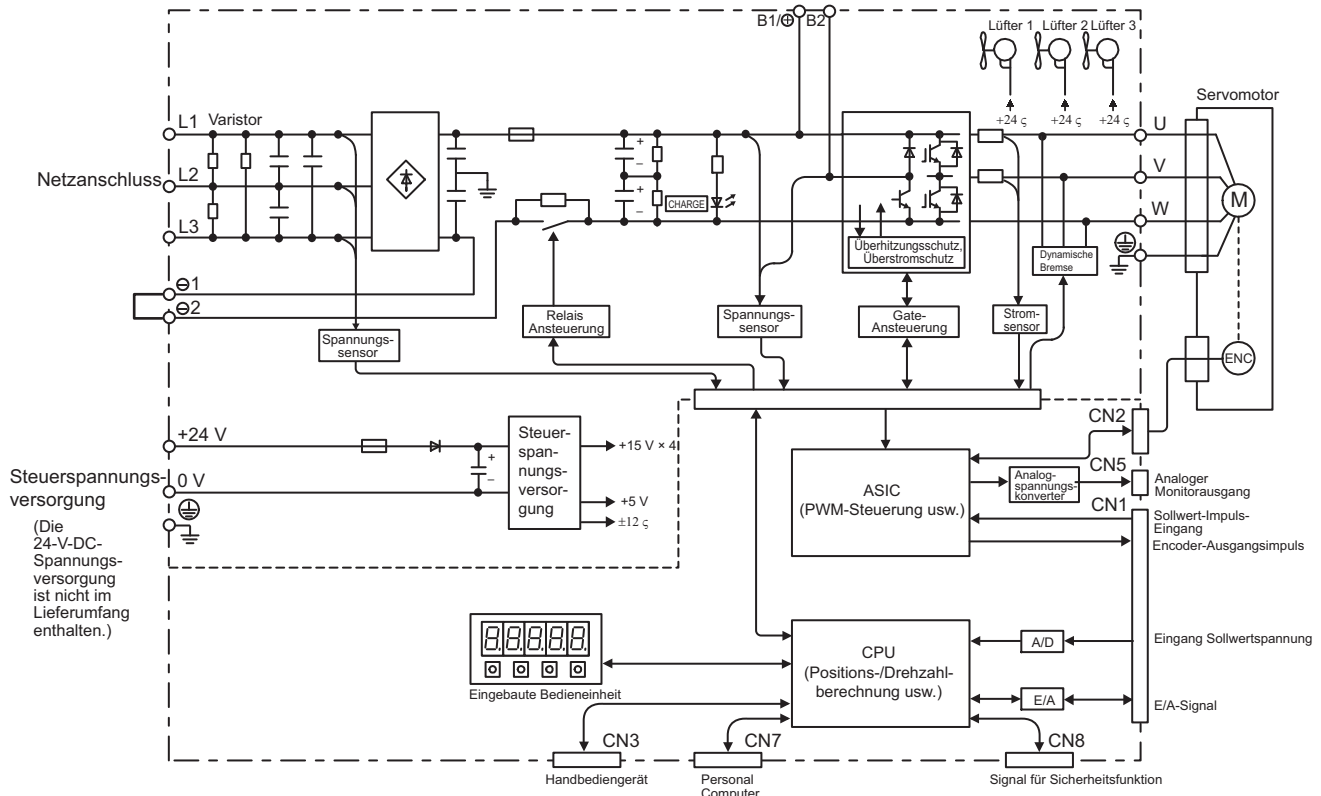 B1/⊕ B2
Lüfter 1 Lüfter 2 Lüfter 3
+24 ς +24 ς +24 ς
Servomotor
L1 Varistor
U
Netzanschluss
L2
V
CHARGE
M
L3
W
Überhitzungsschutz,
Überstromschutz
Dynamische
Bremse
⊖1
⊖2
Spannungs-
sensor
Relais
Ansteuerung
Spannungs-
sensor
Gate-
Ansteuerung
Strom-
sensor
ENC
+
–
+
–
CN2
+24 V
+
–
Steuer-
span-
nungs-
versor-
gung
+15 V × 4
+5 V
±12 ς
Steuerspannungs-
versorgung
0 V
(Die
24-V-DC-
Spannungs-
versorgung
ist nicht im
Lieferumfang
enthalten.)
ASIC
(PWM-Steuerung usw.)
Analog-
spannungs-
konverter
CN5
Analoger
Monitorausgang
CN1
Sollwert-Impuls-
Eingang
Encoder-Ausgangsimpuls
8.8.8.8.8.
Eingebaute Bedieneinheit
CPU
(Positions-/Drehzahl-
berechnung usw.)
A/D
Eingang Sollwertspannung
E/A
E/A-Signal
CN3
CN7
CN8
Handbediengerät
Personal
Computer
Signal für Sicherheitsfunktion